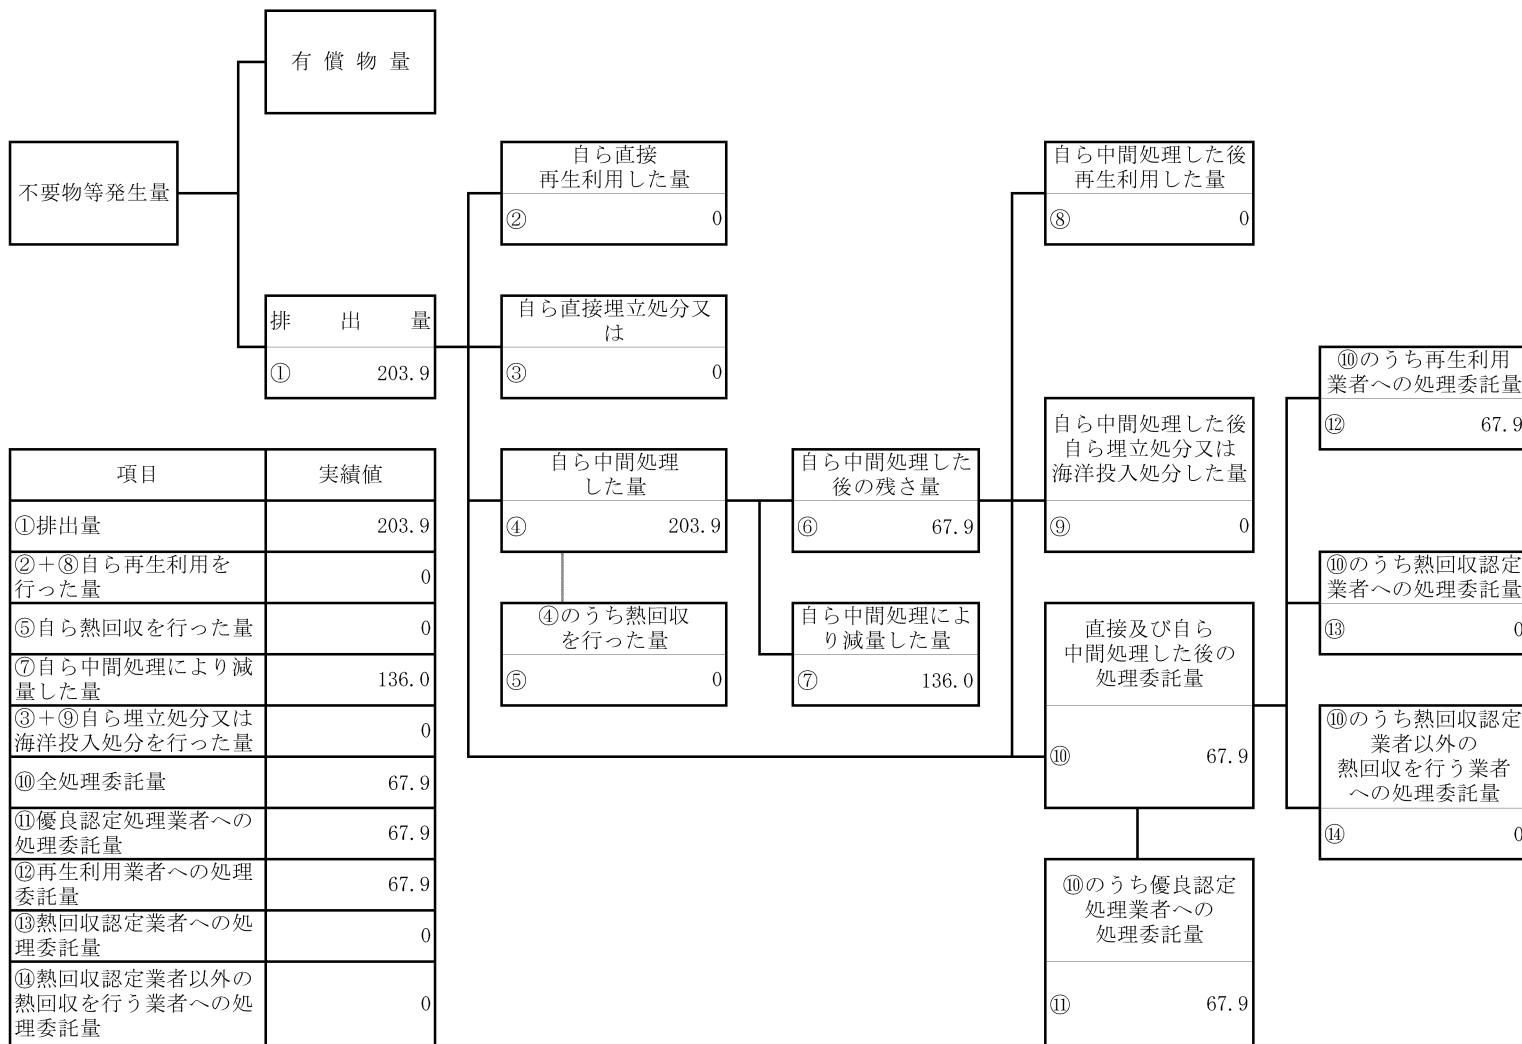 有償物量
不要物等発生量
排出量
① 203.9
自ら直接
再生利用した量
② 0
自ら直接埋立処分又
は
③ 0
自ら中間処理
した量
④ 203.9
④のうち熱回収
を行った量
⑤ 0
自ら中間処理した
後の残さ量
⑥ 67.9
自ら中間処理によ
り減量した量
⑦ 136.0
自ら中間処理した後
再生利用した量
⑧ 0
自ら中間処理した後
自ら埋立処分又は
海洋投入処分した量
⑨ 0
直接及び自ら
中間処理した後の
処理委託量
⑩ 67.9
⑩のうち優良認定
処理業者への
処理委託量
⑪ 67.9
⑩のうち再生利用
業者への処理委託量
⑫ 67.9
⑩のうち熱回収認定
業者への処理委託量
⑬ 0
⑩のうち熱回収認定
業者以外の
熱回収を行う業者
への処理委託量
⑭ 0
項目 実績値
①排出量 203.9
②+⑧自ら再生利用を
行った量 0
⑤自ら熱回収を行った量 0
⑦自ら中間処理により減
量した量 136.0
③+⑨自ら埋立処分又は
海洋投入処分を行った量 0
⑩全処理委託量 67.9
⑪優良認定処理業者への
処理委託量 67.9
⑫再生利用業者への処理
委託量 67.9
⑬熱回収認定業者への処
理委託量 0
⑭熱回収認定業者以外の
熱回収を行う業者への処
理委託量 0